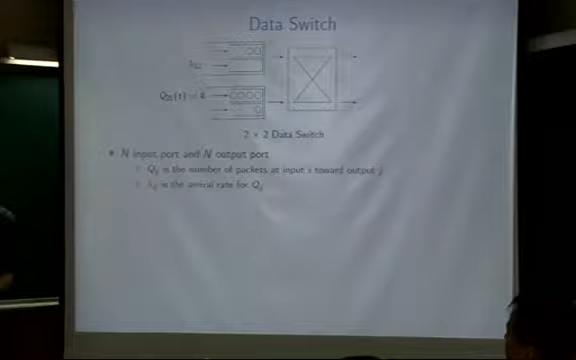 Data Switch
λ₁₂
Q₂₁(t) = 4
2 × 2 Data Switch
• N input port and N output port
Qᵢⱼ is the number of packets at input i toward output j
λᵢⱼ is the arrival rate for Qᵢⱼ